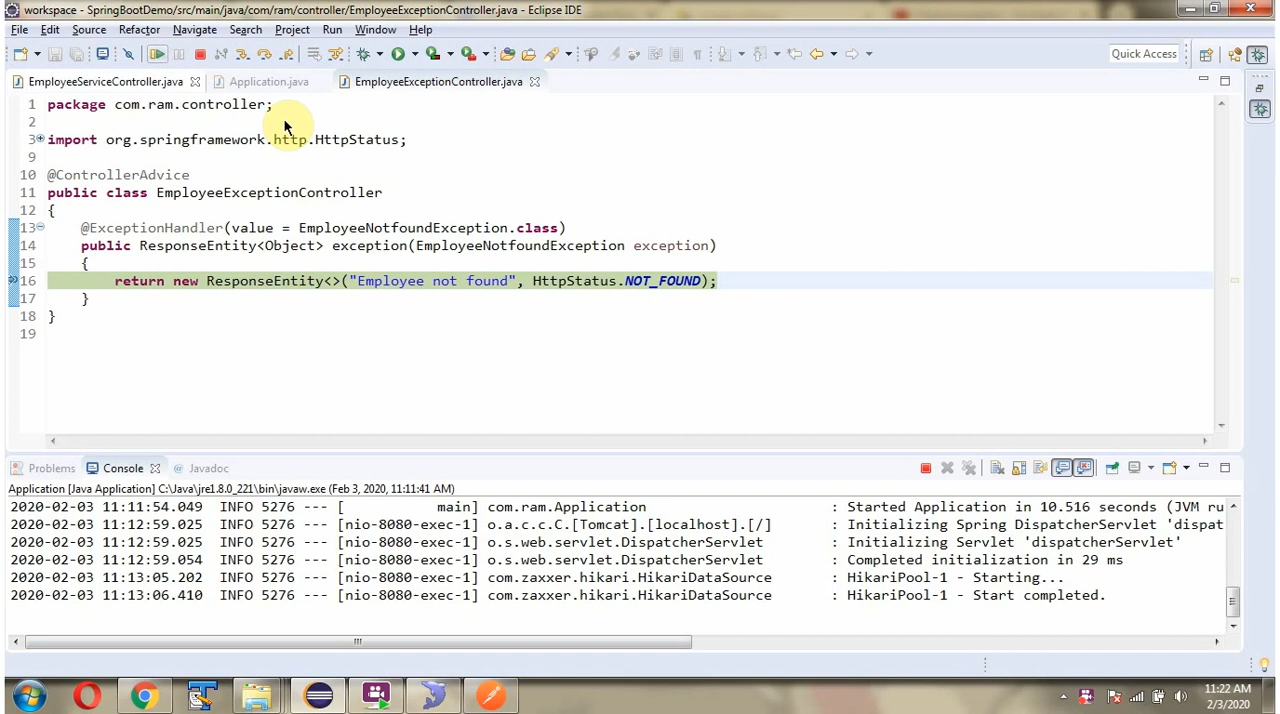 workspace - SpringBootDemo/src/main/java/com/ram/controller/EmployeeExceptionController.java - Eclipse IDE
File Edit Source Refactor Navigate Search Project Run Window Help
Quick Access
EmployeeServiceController.java Application.java EmployeeExceptionController.java
1 package com.ram.controller;
2
3 import org.springframework.http.HttpStatus;
9
10 @ControllerAdvice
11 public class EmployeeExceptionController
12 {
13 @ExceptionHandler(value = EmployeeNotfoundException.class)
14 public ResponseEntity<Object> exception(EmployeeNotfoundException exception)
15 {
16 return new ResponseEntity<>("Employee not found", HttpStatus.NOT_FOUND);
17 }
18 }
19
Problems Console Javadoc
Application [Java Application] C:\Java\jre1.8.0_221\bin\javaw.exe (Feb 3, 2020, 11:11:41 AM)
2020-02-03 11:11:54.049 INFO 5276 --- [ main] com.ram.Application : Started Application in 10.516 seconds (JVM ru
2020-02-03 11:12:59.025 INFO 5276 --- [nio-8080-exec-1] o.a.c.c.C.[Tomcat].[localhost].[/] : Initializing Spring DispatcherServlet 'dispat
2020-02-03 11:12:59.025 INFO 5276 --- [nio-8080-exec-1] o.s.web.servlet.DispatcherServlet : Initializing Servlet 'dispatcherServlet'
2020-02-03 11:12:59.054 INFO 5276 --- [nio-8080-exec-1] o.s.web.servlet.DispatcherServlet : Completed initialization in 29 ms
2020-02-03 11:13:05.202 INFO 5276 --- [nio-8080-exec-1] com.zaxxer.hikari.HikariDataSource : HikariPool-1 - Starting...
2020-02-03 11:13:06.410 INFO 5276 --- [nio-8080-exec-1] com.zaxxer.hikari.HikariDataSource : HikariPool-1 - Start completed.
11:22 AM
2/3/2020